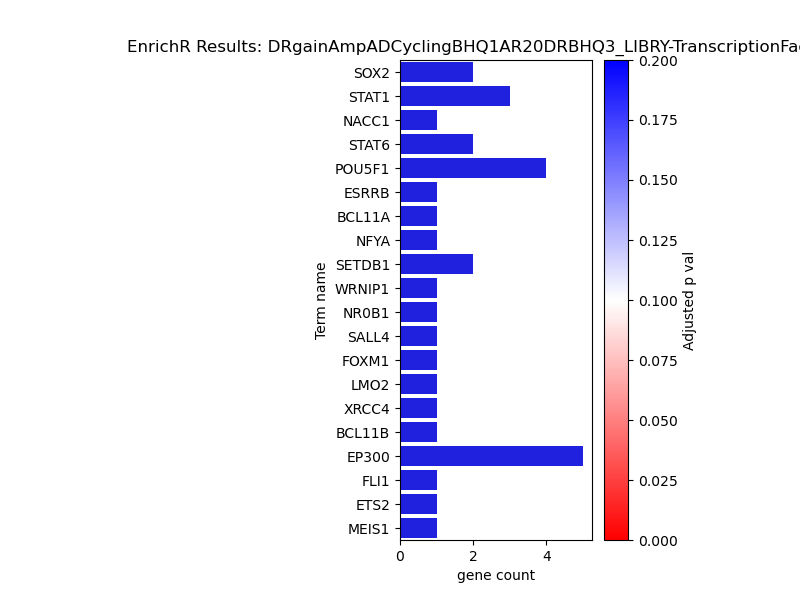 EnrichR Results: DRgainAmpADCyclingBHQ1AR20DRBHQ3_LIBRY-TranscriptionFac
SOX2
STAT1
NACC1
STAT6
POU5F1
ESRRB
BCL11A
NFYA
SETDB1
WRNIP1
NR0B1
SALL4
FOXM1
LMO2
XRCC4
BCL11B
EP300
FLI1
ETS2
MEIS1
Term name
0 2 4
gene count
0.200
0.175
0.150
0.125
0.100
0.075
0.050
0.025
0.000
Adjusted p val